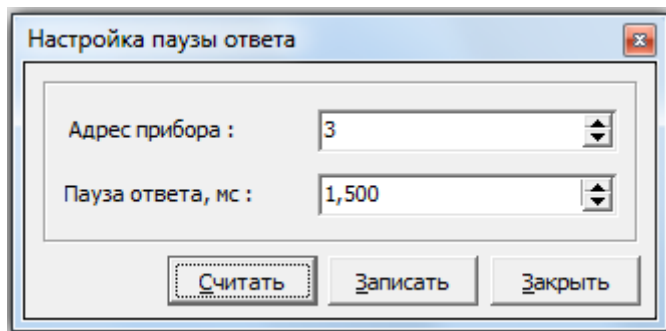 Настройка паузы ответа
Адрес прибора : 3
Пауза ответа, мс : 1,500
Считать Записать Закрыть